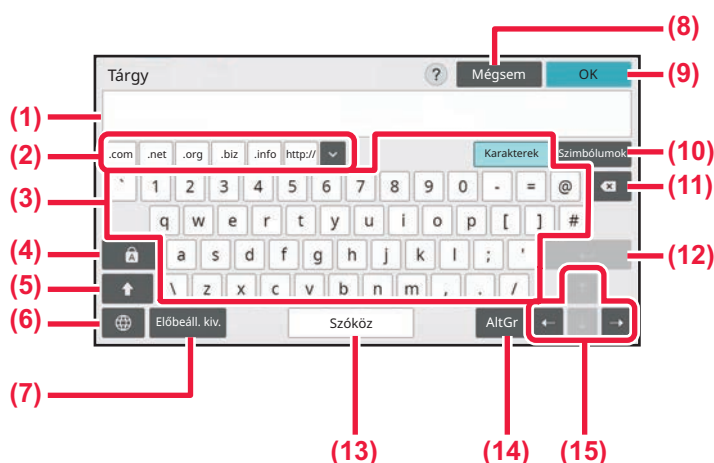 (8)
Tárgy ? Mégsem OK (9)
(1)
(2) .com .net .org .biz .info http:// Karakterek Szimbólumok (10)
(3) ` 1 2 3 4 5 6 7 8 9 0 - = @ (11)
q w e r t y u i o p [ ] #
(4) A a s d f g h j k l ; ' (12)
(5) \ z x c v b n m , . /
(6) Előbeáll. kiv. Szóköz AltGr
(7)
(13) (14) (15)